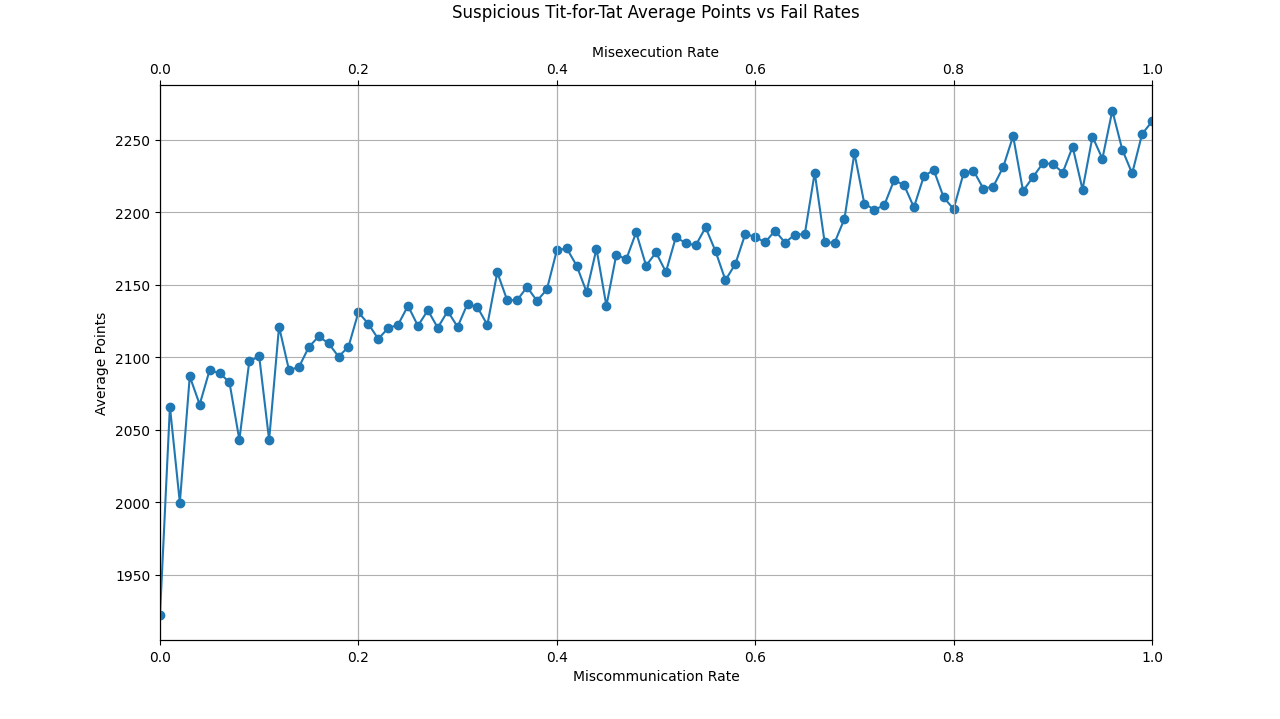 Suspicious Tit-for-Tat Average Points vs Fail Rates
Misexecution Rate
0.0 0.2 0.4 0.6 0.8 1.0
2250
2200
2150
2100
2050
2000
1950
Average Points
0.0 0.2 0.4 0.6 0.8 1.0
Miscommunication Rate